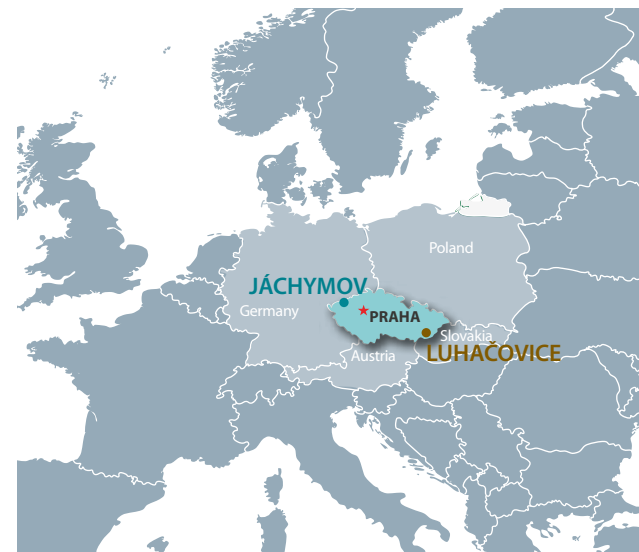 Poland
JÁCHYMOV
Germany
PRAHA
Slovakia
LUHAČOVICE
Austria